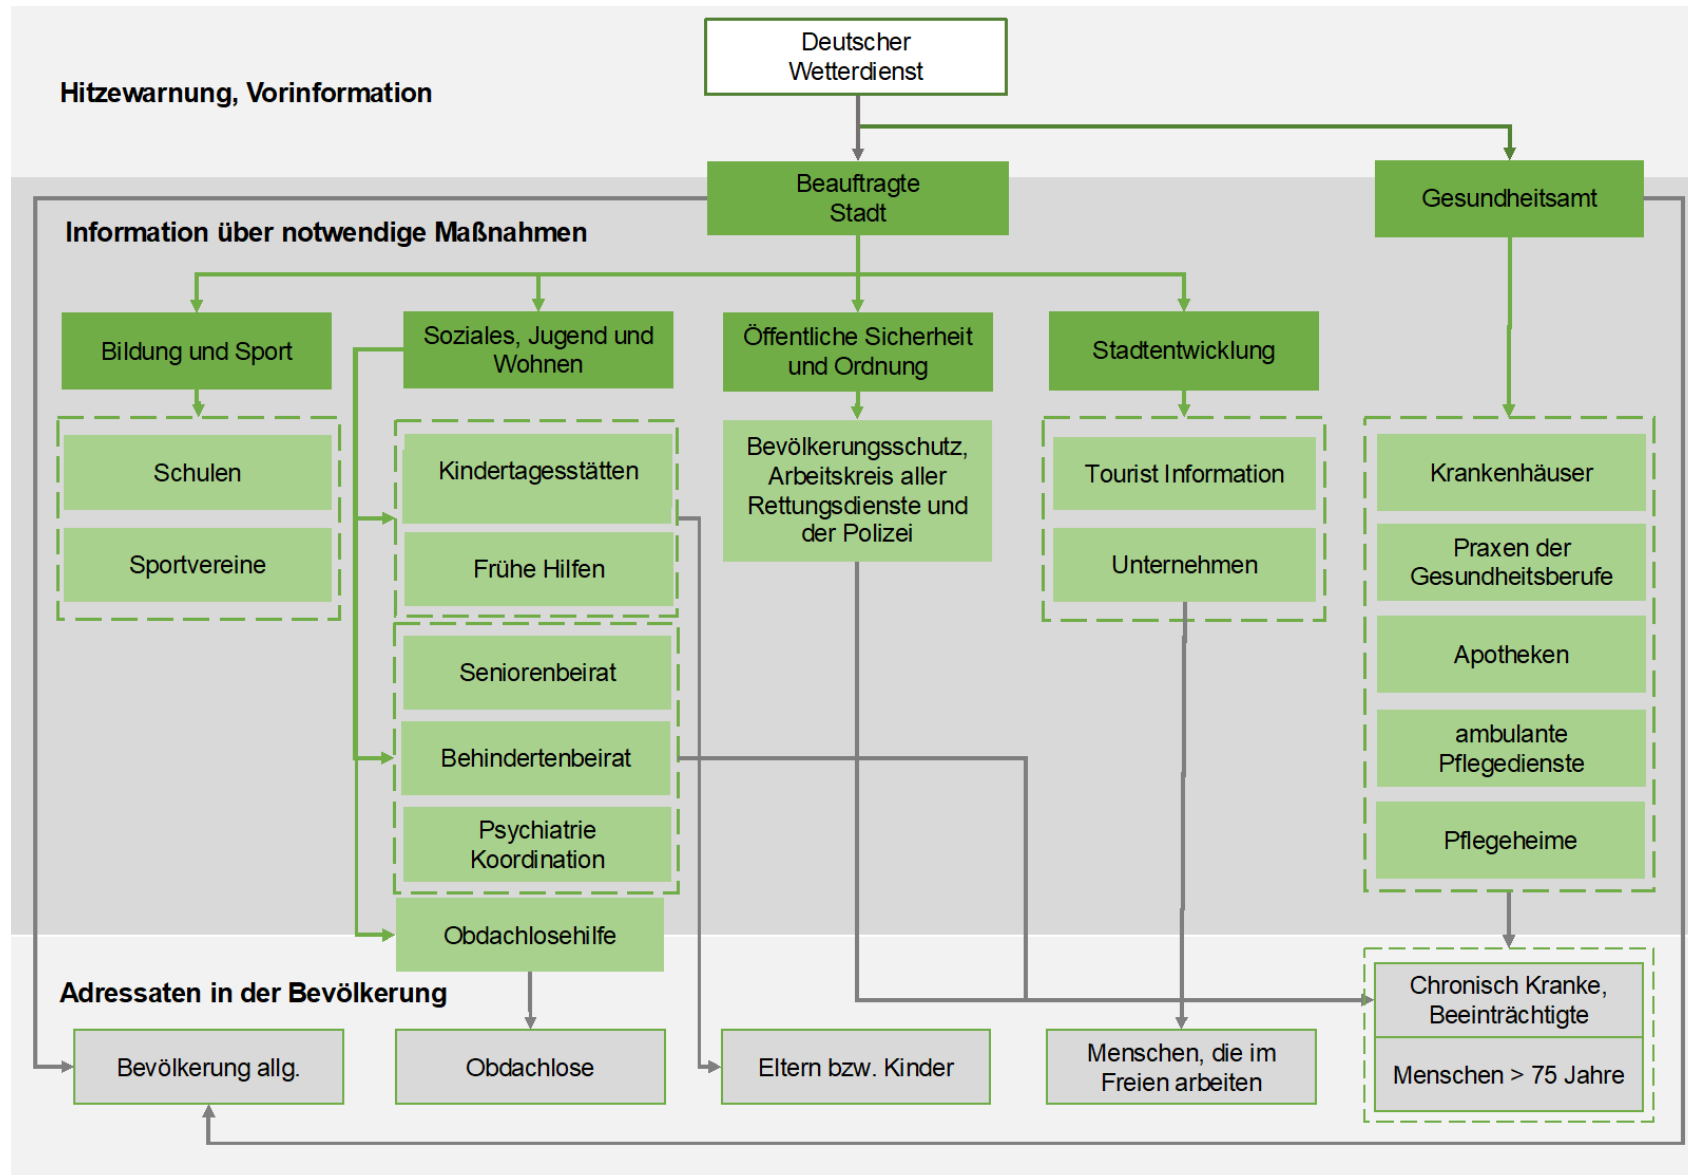 Deutscher
Wetterdienst
Hitzewarnung, Vorinformation
Beauftragte
Stadt
Gesundheitsamt
Information über notwendige Maßnahmen
Bildung und Sport
Soziales, Jugend und
Wohnen
Öffentliche Sicherheit
und Ordnung
Stadtentwicklung
Schulen
Sportvereine
Kindertagesstätten
Frühe Hilfen
Seniorenbeirat
Behindertenbeirat
Psychiatrie
Koordination
Obdachlosehilfe
Bevölkerungsschutz,
Arbeitskreis aller
Rettungsdienste und
der Polizei
Tourist Information
Unternehmen
Krankenhäuser
Praxen der
Gesundheitsberufe
Apotheken
ambulante
Pflegedienste
Pflegeheime
Adressaten in der Bevölkerung
Bevölkerung allg.
Obdachlose
Eltern bzw. Kinder
Menschen, die im
Freien arbeiten
Chronisch Kranke,
Beeinträchtigte
Menschen > 75 Jahre